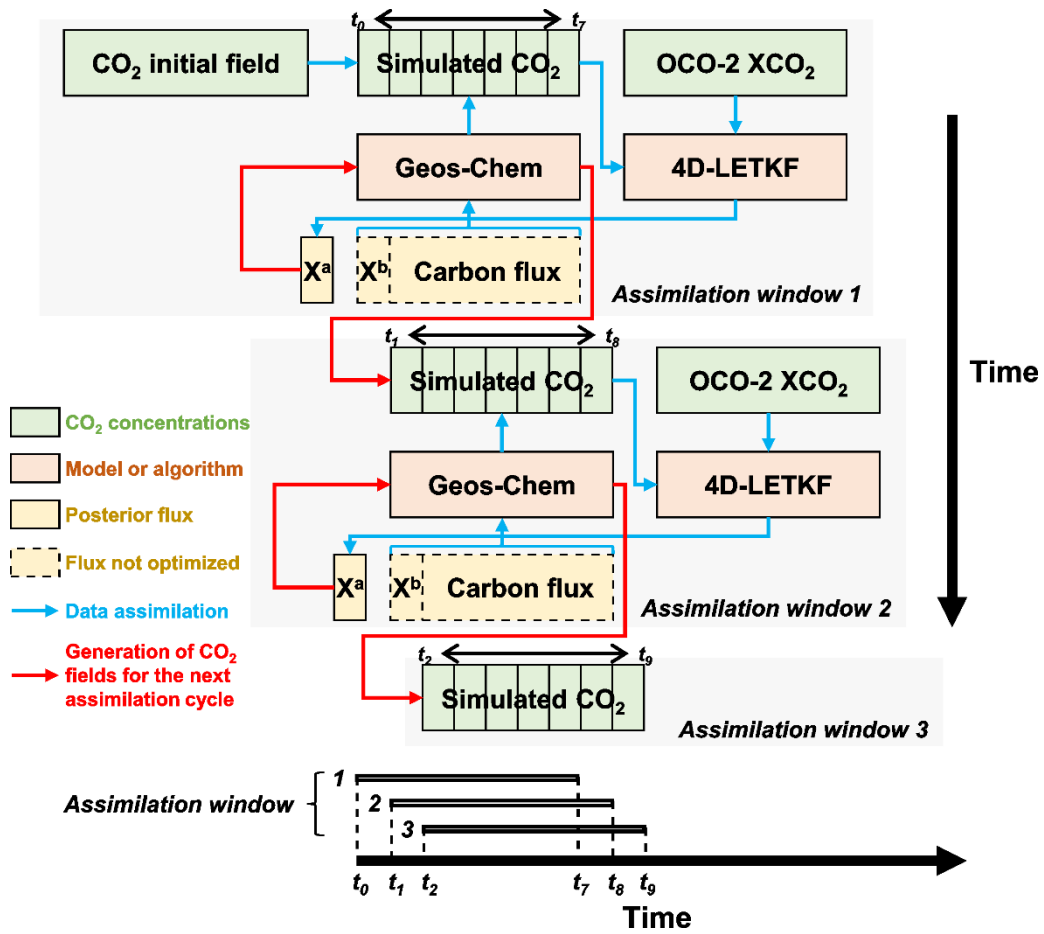 t0 t7
CO2 initial field
Simulated CO2
OCO-2 XCO2
Geos-Chem
4D-LETKF
Xa
Xb
Carbon flux
Assimilation window 1
t1 t8
Simulated CO2
OCO-2 XCO2
Time
Geos-Chem
4D-LETKF
Xa
Xb
Carbon flux
Assimilation window 2
CO2 concentrations
Model or algorithm
Posterior flux
Flux not optimized
Data assimilation
Generation of CO2
fields for the next
assimilation cycle
t2 t9
Simulated CO2
Assimilation window 3
Assimilation window
1
2
3
t0 t1 t2 t7 t8 t9
Time